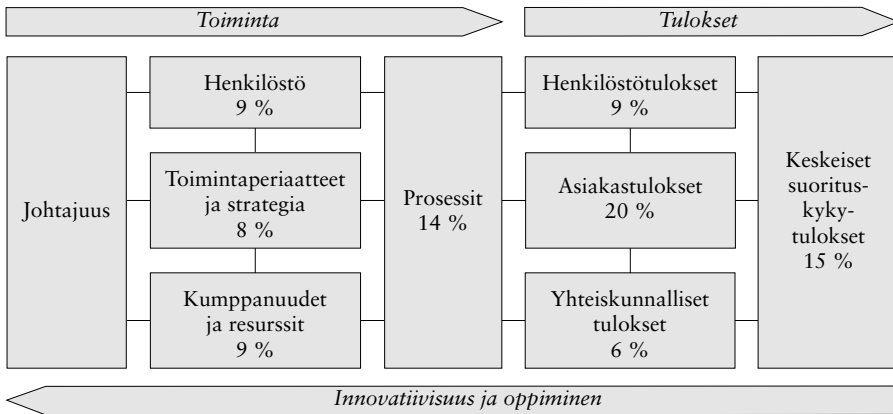 Toiminta
Tulokset
Johtajuus
Henkilöstö
9 %
Toimintaperiaatteet
ja strategia
8 %
Kumppanuudet
ja resurssit
9 %
Prosessit
14 %
Henkilöstötulokset
9 %
Asiakastulokset
20 %
Yhteiskunnalliset
tulokset
6 %
Keskeiset
suoritus-
kyky-
tulokset
15 %
Innovatiivisuus ja oppiminen